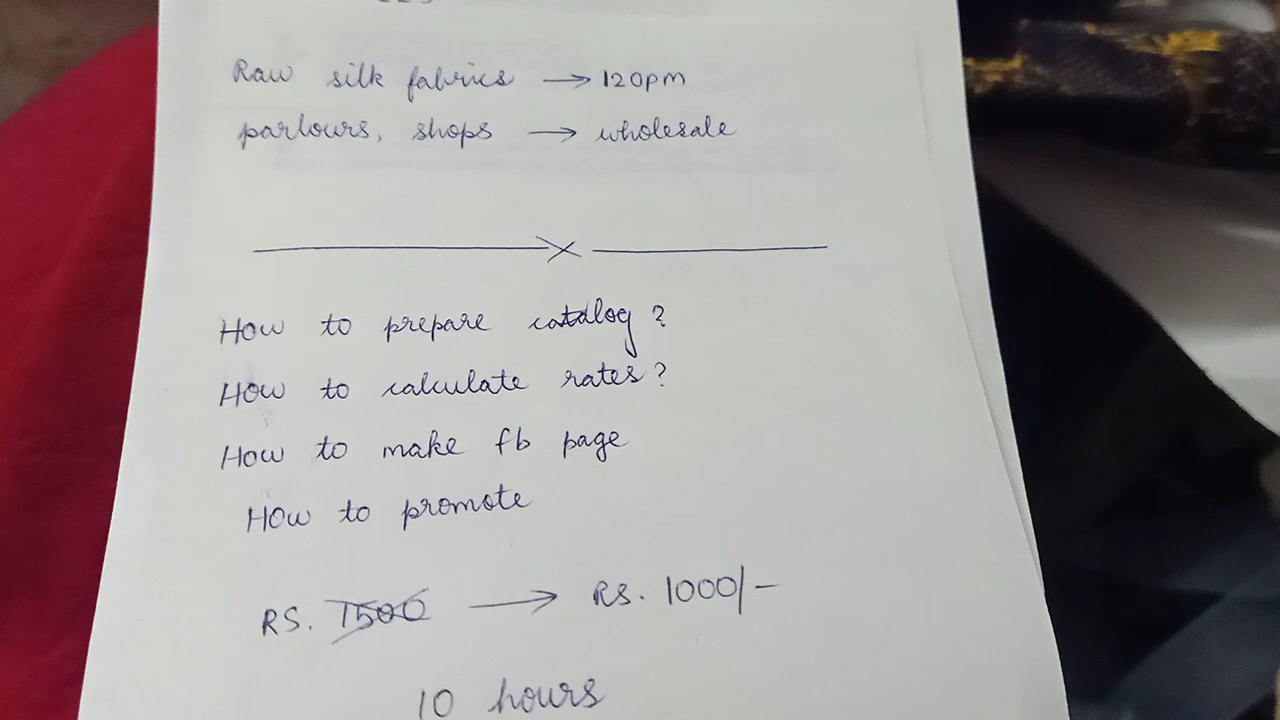 Raw silk fabrics → 120pm
parlours, shops → wholesale
How to prepare catalog?
How to calculate rates?
How to make fb page
How to promote
RS. 1500 → RS. 1000/-
10 hours